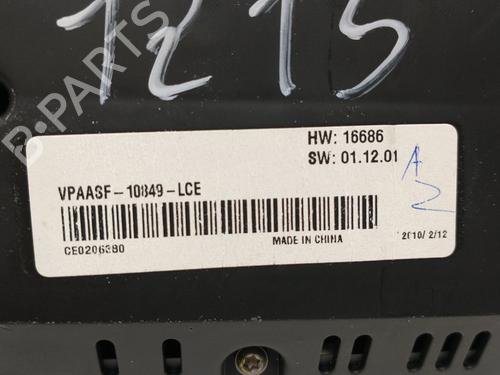 1215
B-PARTS
HW: 16686
SW: 01.12.01
A
2
VPAASF-10849-LCE
CE0206380
MADE IN CHINA
2010/ 2/12